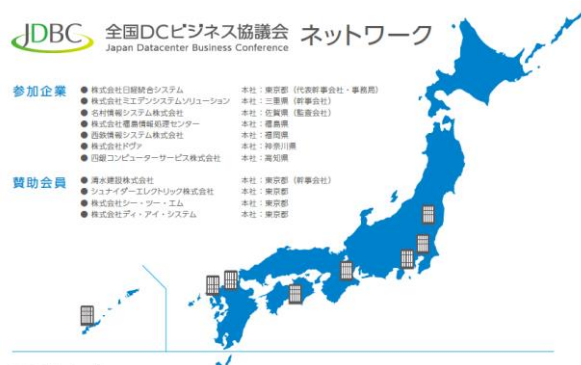 JDBC 全国DCビジネス協議会 ネットワーク
Japan Datacenter Business Conference
参加企業
● 株式会社日経統合システム 本社：東京都（代表幹事会社・事務局）
● 株式会社ミエデンシステムソリューション 本社：三重県（幹事会社）
● 名村情報システム株式会社 本社：佐賀県（監査会社）
● 株式会社福島情報処理センター 本社：福島県
● 西鉄情報システム株式会社 本社：福岡県
● 株式会社ドヴァ 本社：神奈川県
● 四銀コンピューターサービス株式会社 本社：高知県
賛助会員
● 清水建設株式会社 本社：東京都（幹事会社）
● シュナイダーエレクトリック株式会社 本社：東京都
● 株式会社シー・ツー・エム 本社：東京都
● 株式会社ディ・アイ・システム 本社：東京都